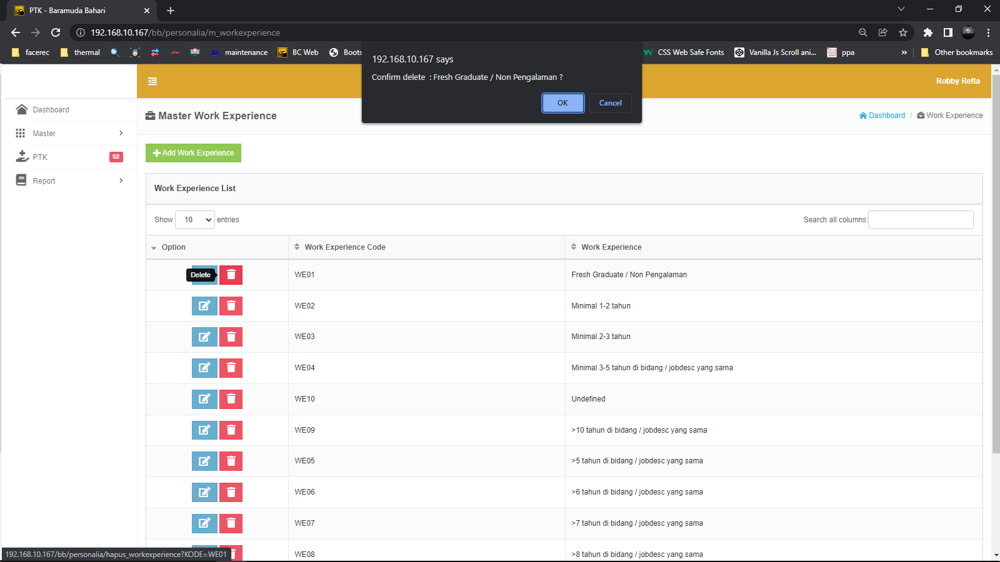 PTK - Baramuda Bahari
192.168.10.167/bb/personalia/m_workexperience
facerec
thermal
maintenance
BC Web
Boots
CSS Web Safe Fonts
Vanilla Js Scroll ani...
ppa
»
Other bookmarks
192.168.10.167 says
Confirm delete : Fresh Graduate / Non Pengalaman ?
OK
Cancel
Robby Refta
Dashboard
Master
PTK
52
Report
Master Work Experience
Dashboard / Work Experience
Add Work Experience
Work Experience List
Show 10 entries
Search all columns:
Option
Work Experience Code
Work Experience
Delete
WE01
Fresh Graduate / Non Pengalaman
WE02
Minimal 1-2 tahun
WE03
Minimal 2-3 tahun
WE04
Minimal 3-5 tahun di bidang / jobdesc yang sama
WE10
Undefined
WE09
>10 tahun di bidang / jobdesc yang sama
WE05
>5 tahun di bidang / jobdesc yang sama
WE06
>6 tahun di bidang / jobdesc yang sama
WE07
>7 tahun di bidang / jobdesc yang sama
WE08
>8 tahun di bidang / jobdesc yang sama
192.168.10.167/bb/personalia/hapus_workexperience?KODE=WE01